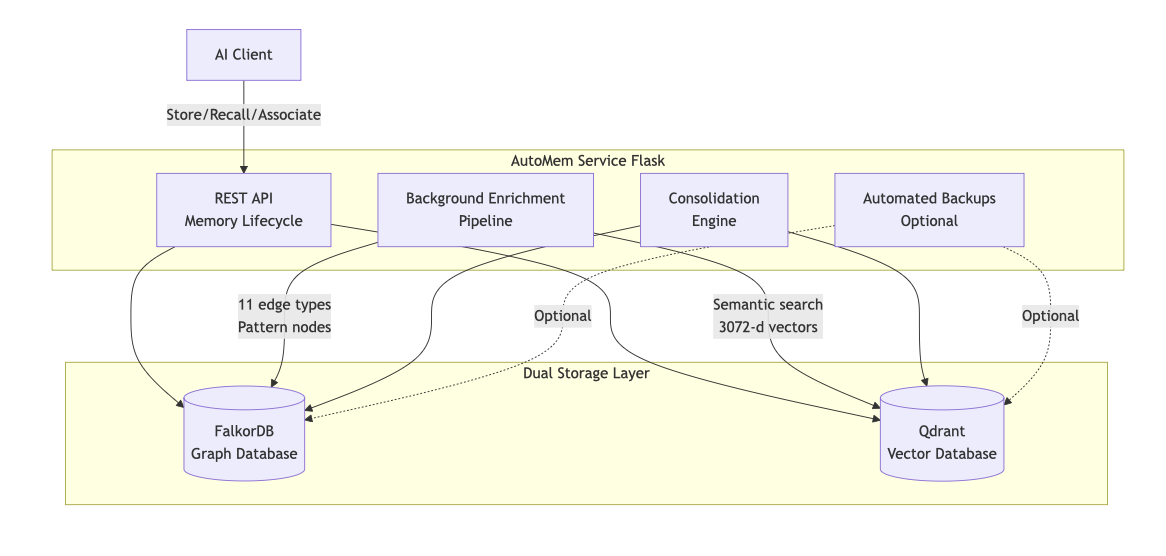 AI Client
Store/Recall/Associate
AutoMem Service Flask
REST API
Memory Lifecycle
Background Enrichment
Pipeline
Consolidation
Engine
Automated Backups
Optional
11 edge types
Pattern nodes
Optional
Semantic search
3072-d vectors
Optional
Dual Storage Layer
FalkorDB
Graph Database
Qdrant
Vector Database